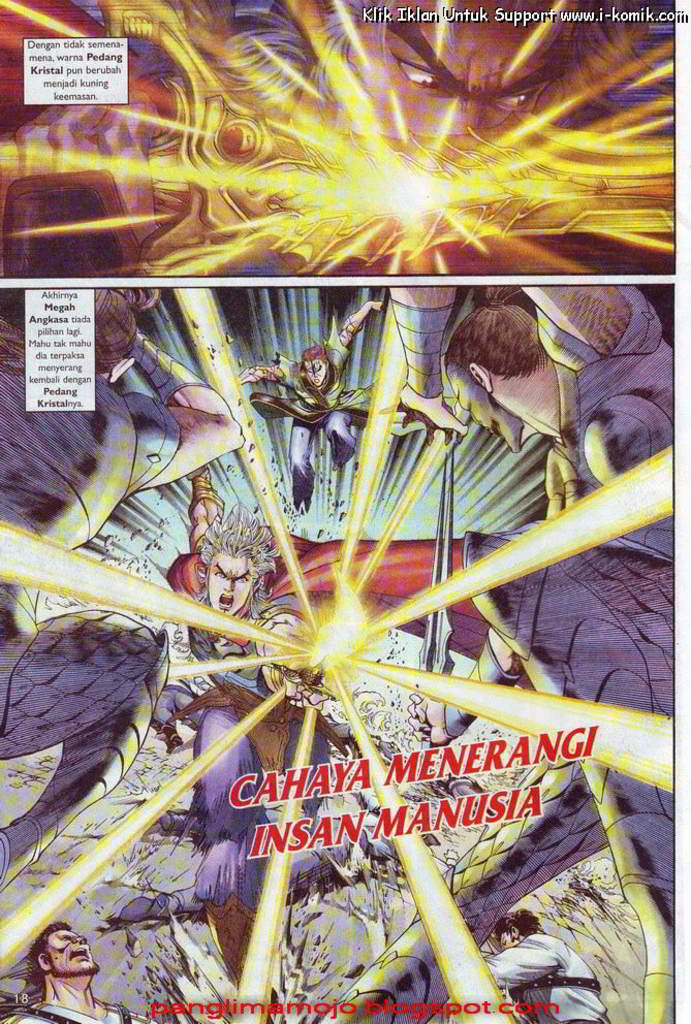 Klik Iklan Untuk Support www.i-komik.com
Dengan tidak semena-
mena, warna Pedang
Kristal pun berubah
menjadi kuning
keemasan.
Akhirnya
Megah
Angkasa tiada
pilihan lagi.
Mahu tak mahu
dia terpaksa
menyerang
kembali dengan
Pedang
Kristalnya.
CAHAYA MENERANGI
INSAN MANUSIA
18
panglimamojo.blogspot.com